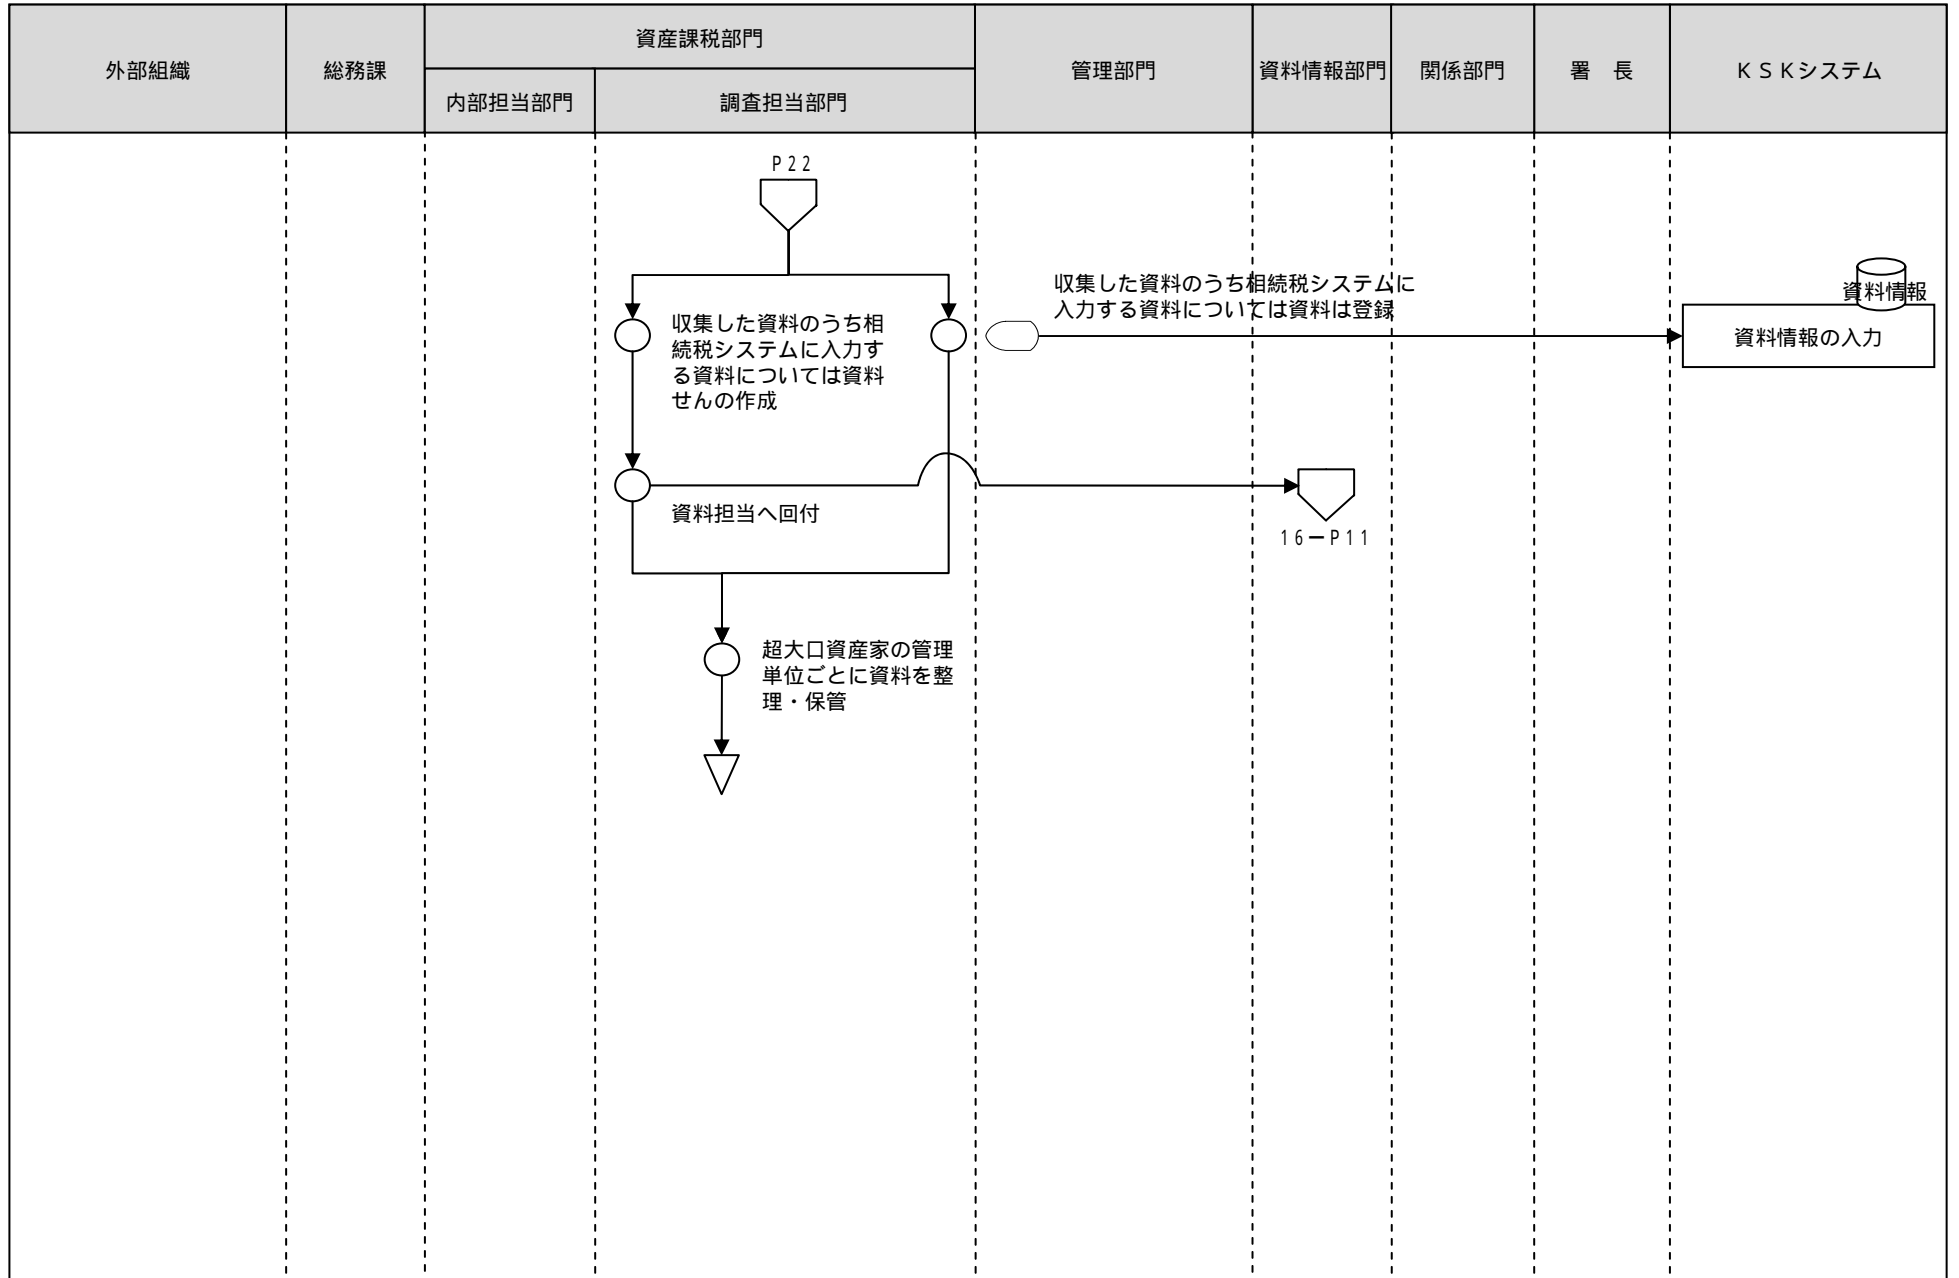 外部組織
総務課
資産課税部門
内部担当部門
調査担当部門
管理部門
資料情報部門
関係部門
署　長
ＫＳＫシステム
Ｐ２２
収集した資料のうち相続税システムに
入力する資料については資料は登録
資料情報
資料情報の入力
収集した資料のうち相
続税システムに入力す
る資料については資料
せんの作成
資料担当へ回付
１６ーＰ１１
超大口資産家の管理
単位ごとに資料を整
理・保管